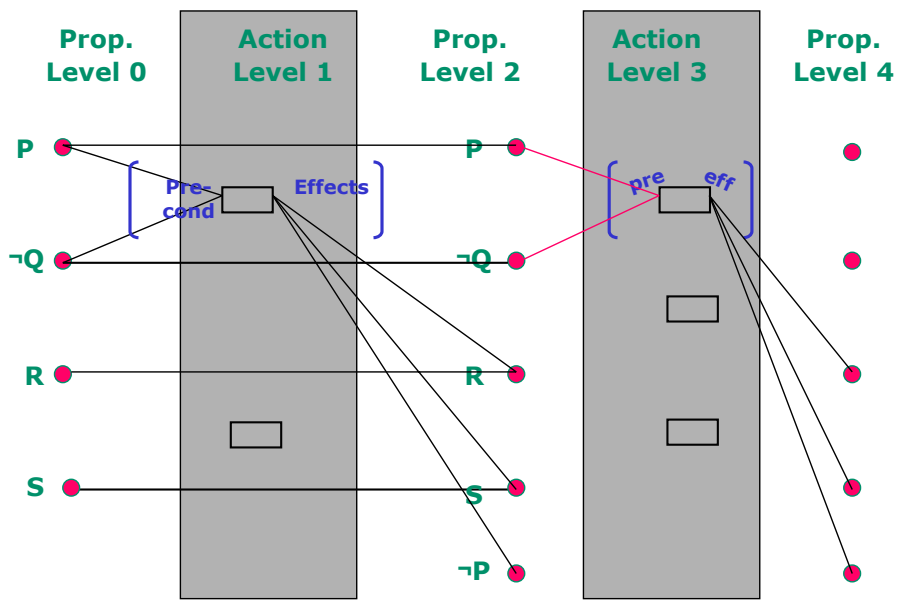 Prop.
Level 0
Action
Level 1
Prop.
Level 2
Action
Level 3
Prop.
Level 4
P
P
Pre-
cond
Effects
pre
eff
¬Q
¬Q
R
R
S
S
¬P